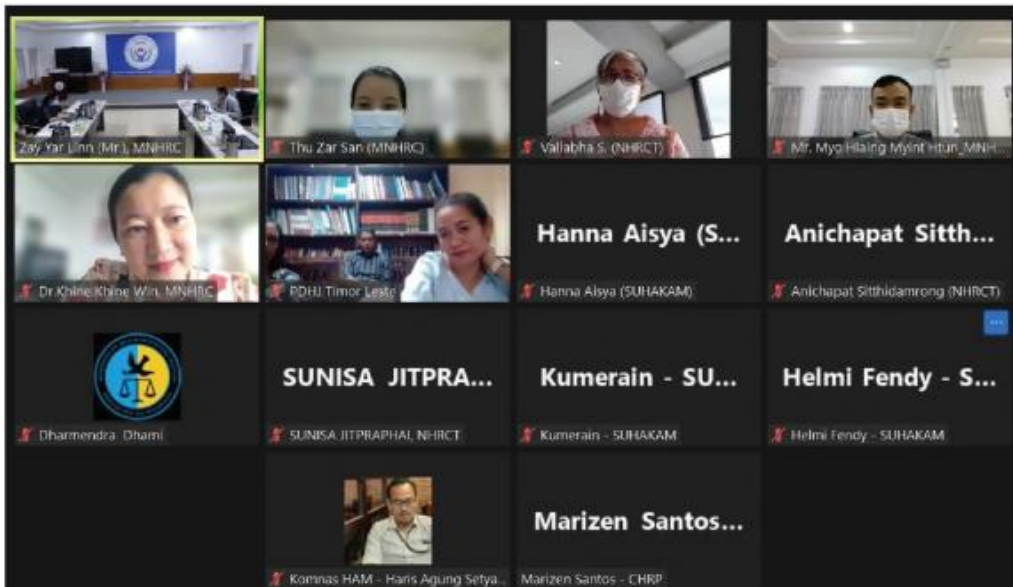 Zay Yar Linn (Mr.), MNHRC
Thu Zar San (MNHRC)
Vallabha S. (NHRCT)
Mr. Myo Hlaing Myint Htun_MNH...
Dr.Khine Khine Win, MNHRC
PDHJ Timor Leste
Hanna Aisya (S...
Hanna Aisya (SUHAKAM)
Anichapat Sitth...
Anichapat Sitthidamrong (NHRCT)
Dharmendra Dhami
SUNISA JITPRA...
SUNISA JITPRAPHAI, NHRCT
Kumerain - SU...
Kumerain - SUHAKAM
Helmi Fendy - S...
Helmi Fendy - SUHAKAM
Komnas HAM - Haris Agung Setya...
Marizen Santos...
Marizen Santos - CHRP